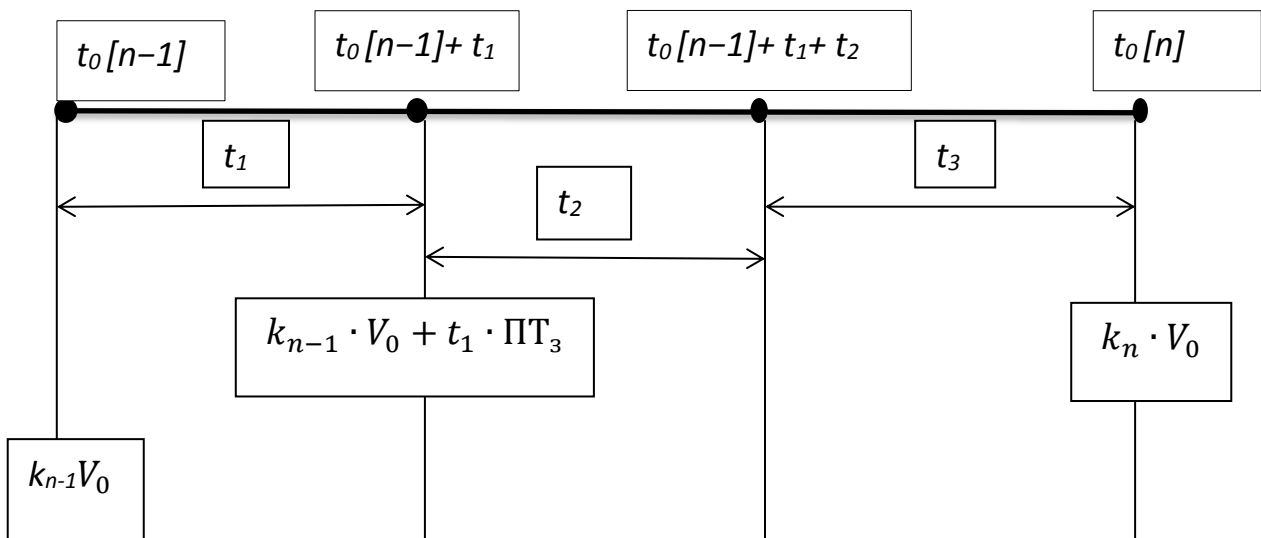 t₀[n−1]
t₀[n−1]+ t₁
t₀[n−1]+ t₁+ t₂
t₀[n]
t₁
t₂
t₃
kₙ₋₁ · V₀ + t₁ · ПТ₃
kₙ · V₀
kₙ₋₁V₀